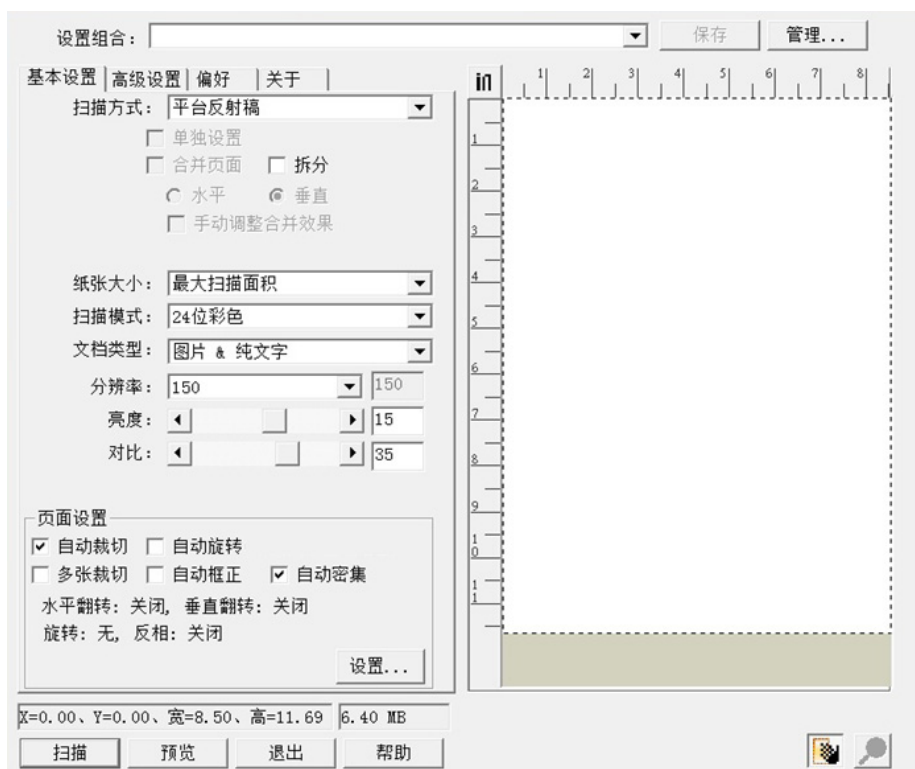 设置组合: 保存 管理...
基本设置 高级设置 偏好 关于
扫描方式: 平台反射稿
单独设置
合并页面 拆分
水平 垂直
手动调整合并效果
纸张大小: 最大扫描面积
扫描模式: 24位彩色
文档类型: 图片 & 纯文字
分辨率: 150 150
亮度: 15
对比: 35
页面设置
自动裁切 自动旋转
多张裁切 自动框正 自动密集
水平翻转: 关闭, 垂直翻转: 关闭
旋转: 无, 反相: 关闭
设置...
X=0.00、Y=0.00、宽=8.50、高=11.69 6.40 MB
扫描 预览 退出 帮助
in 1 2 3 4 5 6 7 8
1
2
3
4
5
6
7
8
9
10
11